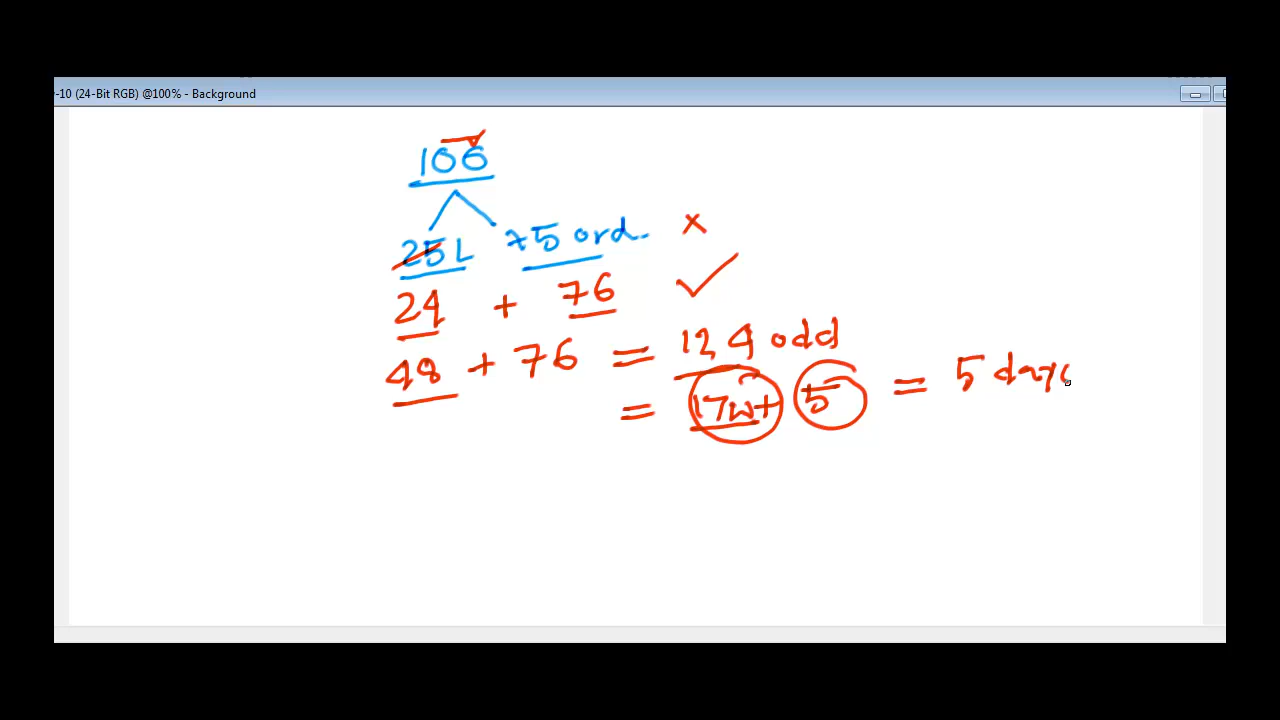 -10 (24-Bit RGB) @100% - Background
100
25L 75 ord. ×
24 + 76 ✓
48 + 76 = 124 odd
= 17w+ 5 = 5 days